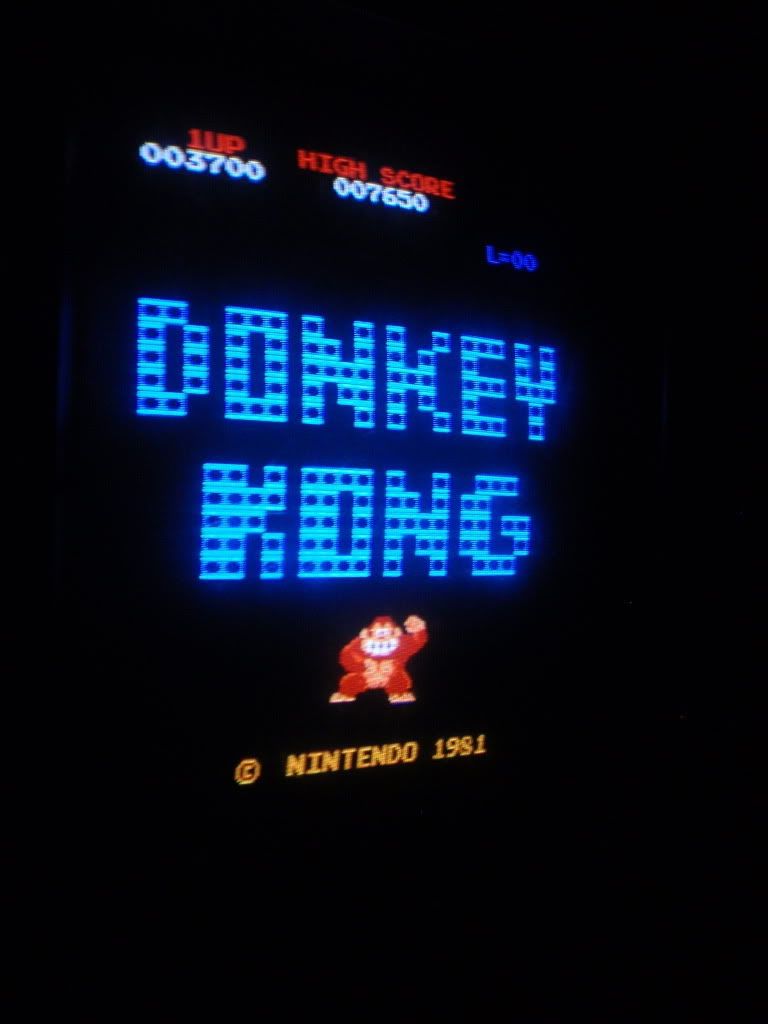 1UP HIGH SCORE
003700 007650
L=00
DONKEY
KONG
© NINTENDO 1981